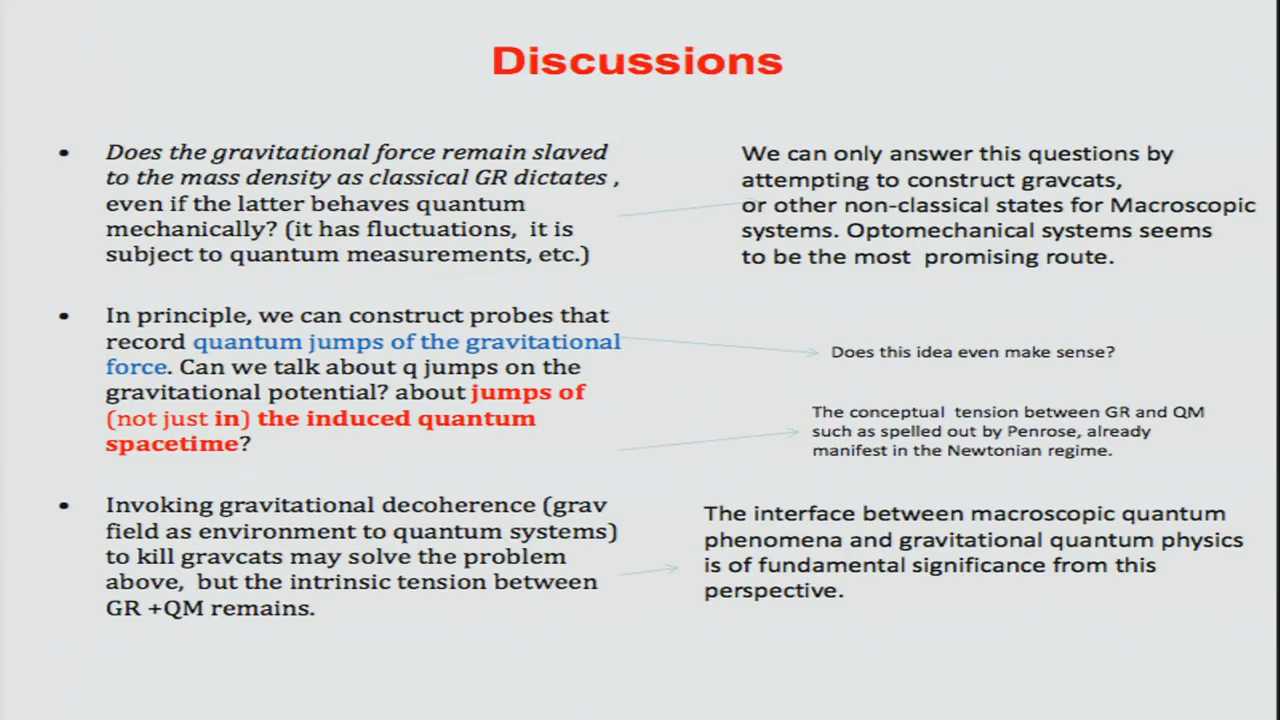 Discussions
• Does the gravitational force remain slaved
to the mass density as classical GR dictates ,
even if the latter behaves quantum
mechanically? (it has fluctuations, it is
subject to quantum measurements, etc.)
We can only answer this questions by
attempting to construct gravcats,
or other non-classical states for Macroscopic
systems. Optomechanical systems seems
to be the most promising route.
• In principle, we can construct probes that
record quantum jumps of the gravitational
force. Can we talk about q jumps on the
gravitational potential? about jumps of
(not just in) the induced quantum
spacetime?
Does this idea even make sense?
The conceptual tension between GR and QM
such as spelled out by Penrose, already
manifest in the Newtonian regime.
• Invoking gravitational decoherence (grav
field as environment to quantum systems)
to kill gravcats may solve the problem
above, but the intrinsic tension between
GR +QM remains.
The interface between macroscopic quantum
phenomena and gravitational quantum physics
is of fundamental significance from this
perspective.